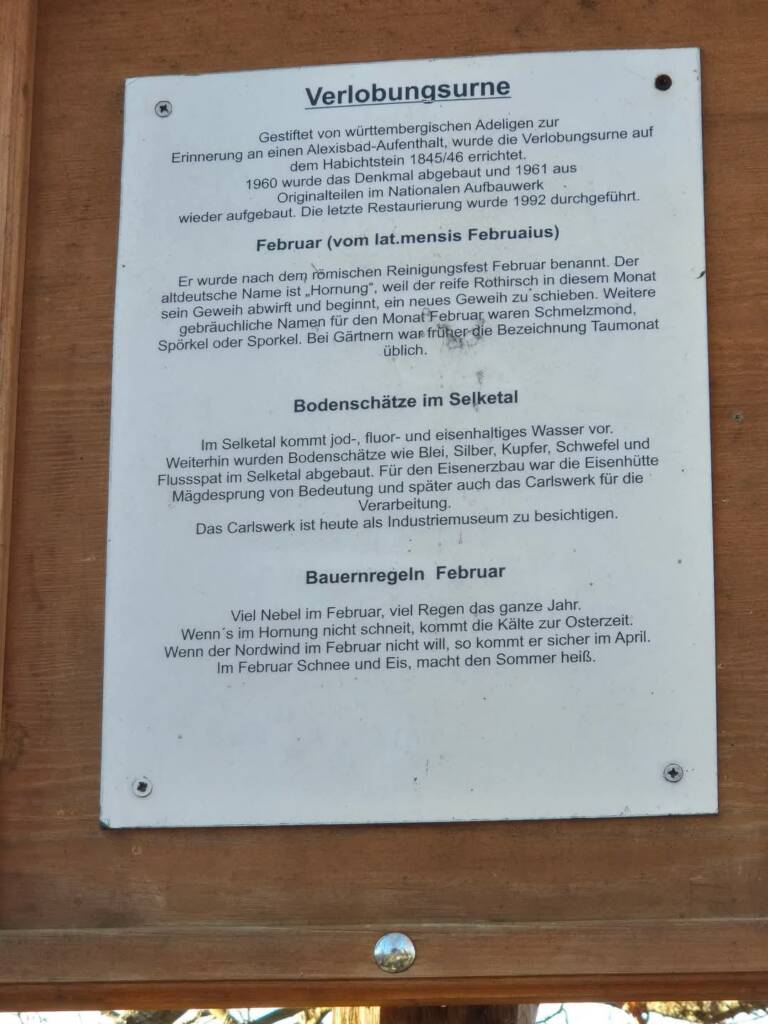 Verlobungsurne
Gestiftet von württembergischen Adeligen zur
Erinnerung an einen Alexisbad-Aufenthalt, wurde die Verlobungsurne auf
dem Habichtstein 1845/46 errichtet.
1960 wurde das Denkmal abgebaut und 1961 aus
Originalteilen im Nationalen Aufbauwerk
wieder aufgebaut. Die letzte Restaurierung wurde 1992 durchgeführt.
Februar (vom lat.mensis Februaius)
Er wurde nach dem römischen Reinigungsfest Februar benannt. Der
altdeutsche Name ist „Hornung“, weil der reife Rothirsch in diesem Monat
sein Geweih abwirft und beginnt, ein neues Geweih zu schieben. Weitere
gebräuchliche Namen für den Monat Februar waren Schmelzmond,
Spörkel oder Sporkel. Bei Gärtnern war früher die Bezeichnung Taumonat
üblich.
Bodenschätze im Selketal
Im Selketal kommt jod-, fluor- und eisenhaltiges Wasser vor.
Weiterhin wurden Bodenschätze wie Blei, Silber, Kupfer, Schwefel und
Flussspat im Selketal abgebaut. Für den Eisenerzbau war die Eisenhütte
Mägdesprung von Bedeutung und später auch das Carlswerk für die
Verarbeitung.
Das Carlswerk ist heute als Industriemuseum zu besichtigen.
Bauernregeln Februar
Viel Nebel im Februar, viel Regen das ganze Jahr.
Wenn´s im Hornung nicht schneit, kommt die Kälte zur Osterzeit.
Wenn der Nordwind im Februar nicht will, so kommt er sicher im April.
Im Februar Schnee und Eis, macht den Sommer heiß.